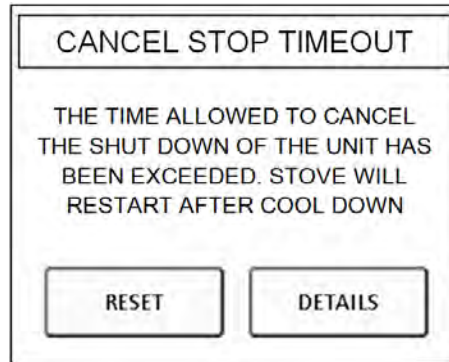 CANCEL STOP TIMEOUT
THE TIME ALLOWED TO CANCEL
THE SHUT DOWN OF THE UNIT HAS
BEEN EXCEEDED. STOVE WILL
RESTART AFTER COOL DOWN
RESET DETAILS